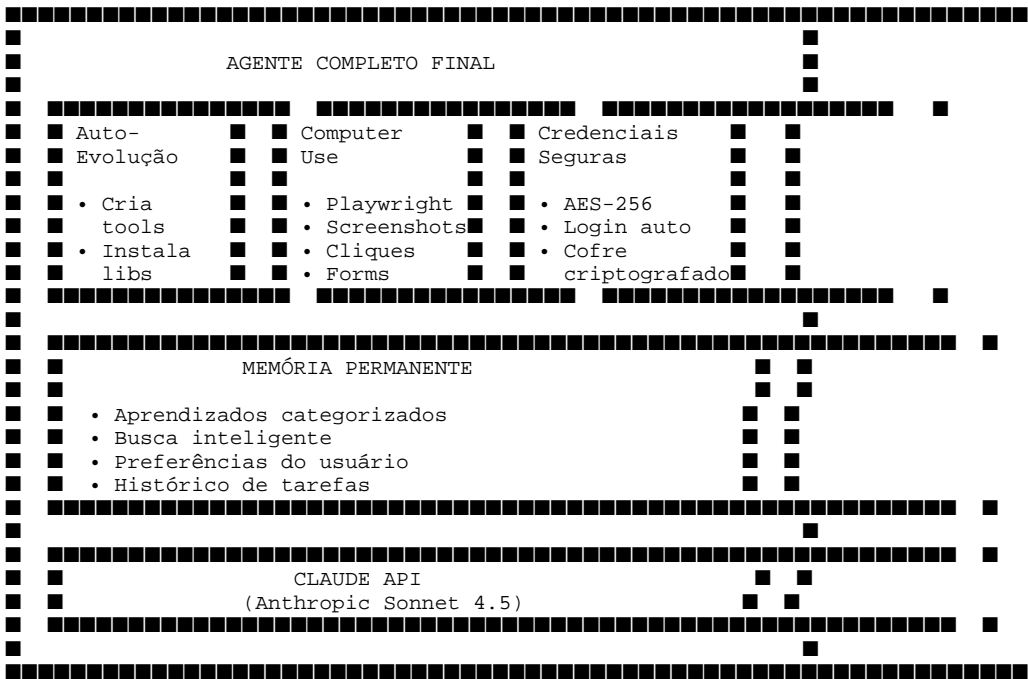 AGENTE COMPLETO FINAL
Auto- Computer Credenciais
Evolução Use Seguras
• Cria • Playwright • AES-256
tools • Screenshots • Login auto
• Instala • Cliques • Cofre
libs • Forms criptografado
MEMÓRIA PERMANENTE
• Aprendizados categorizados
• Busca inteligente
• Preferências do usuário
• Histórico de tarefas
CLAUDE API
(Anthropic Sonnet 4.5)